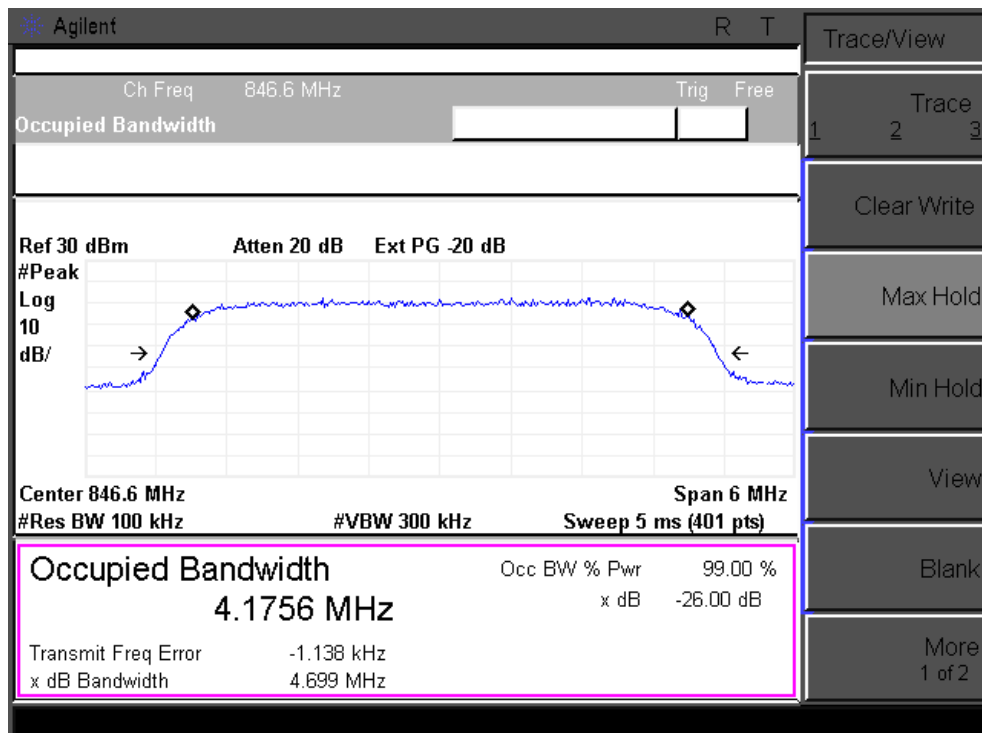 Agilent R T
Ch Freq 846.6 MHz Trig Free
Occupied Bandwidth
Ref 30 dBm Atten 20 dB Ext PG -20 dB
#Peak
Log
10
dB/
Center 846.6 MHz Span 6 MHz
#Res BW 100 kHz #VBW 300 kHz Sweep 5 ms (401 pts)
Occupied Bandwidth
4.1756 MHz
Occ BW % Pwr 99.00 %
x dB -26.00 dB
Transmit Freq Error -1.138 kHz
x dB Bandwidth 4.699 MHz
Trace/View
Trace
1 2 3
Clear Write
Max Hold
Min Hold
View
Blank
More
1 of 2